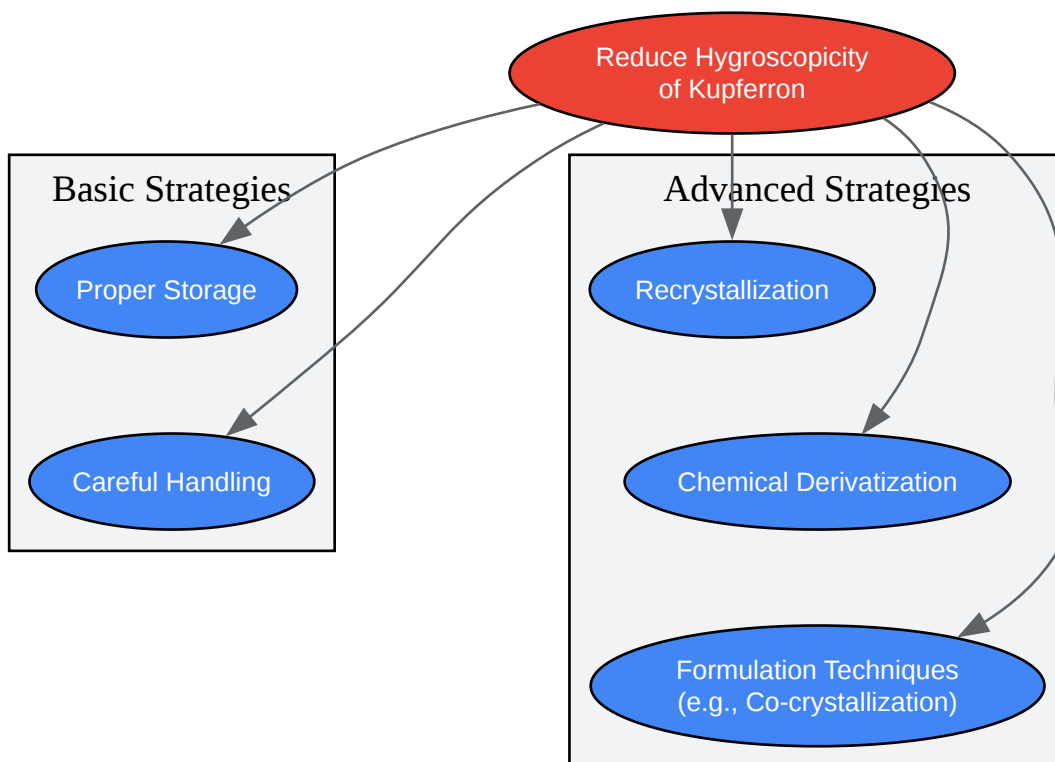 Reduce Hygroscopicity
of Kupferron
Basic Strategies
Proper Storage
Careful Handling
Advanced Strategies
Recrystallization
Chemical Derivatization
Formulation Techniques
(e.g., Co-crystallization)